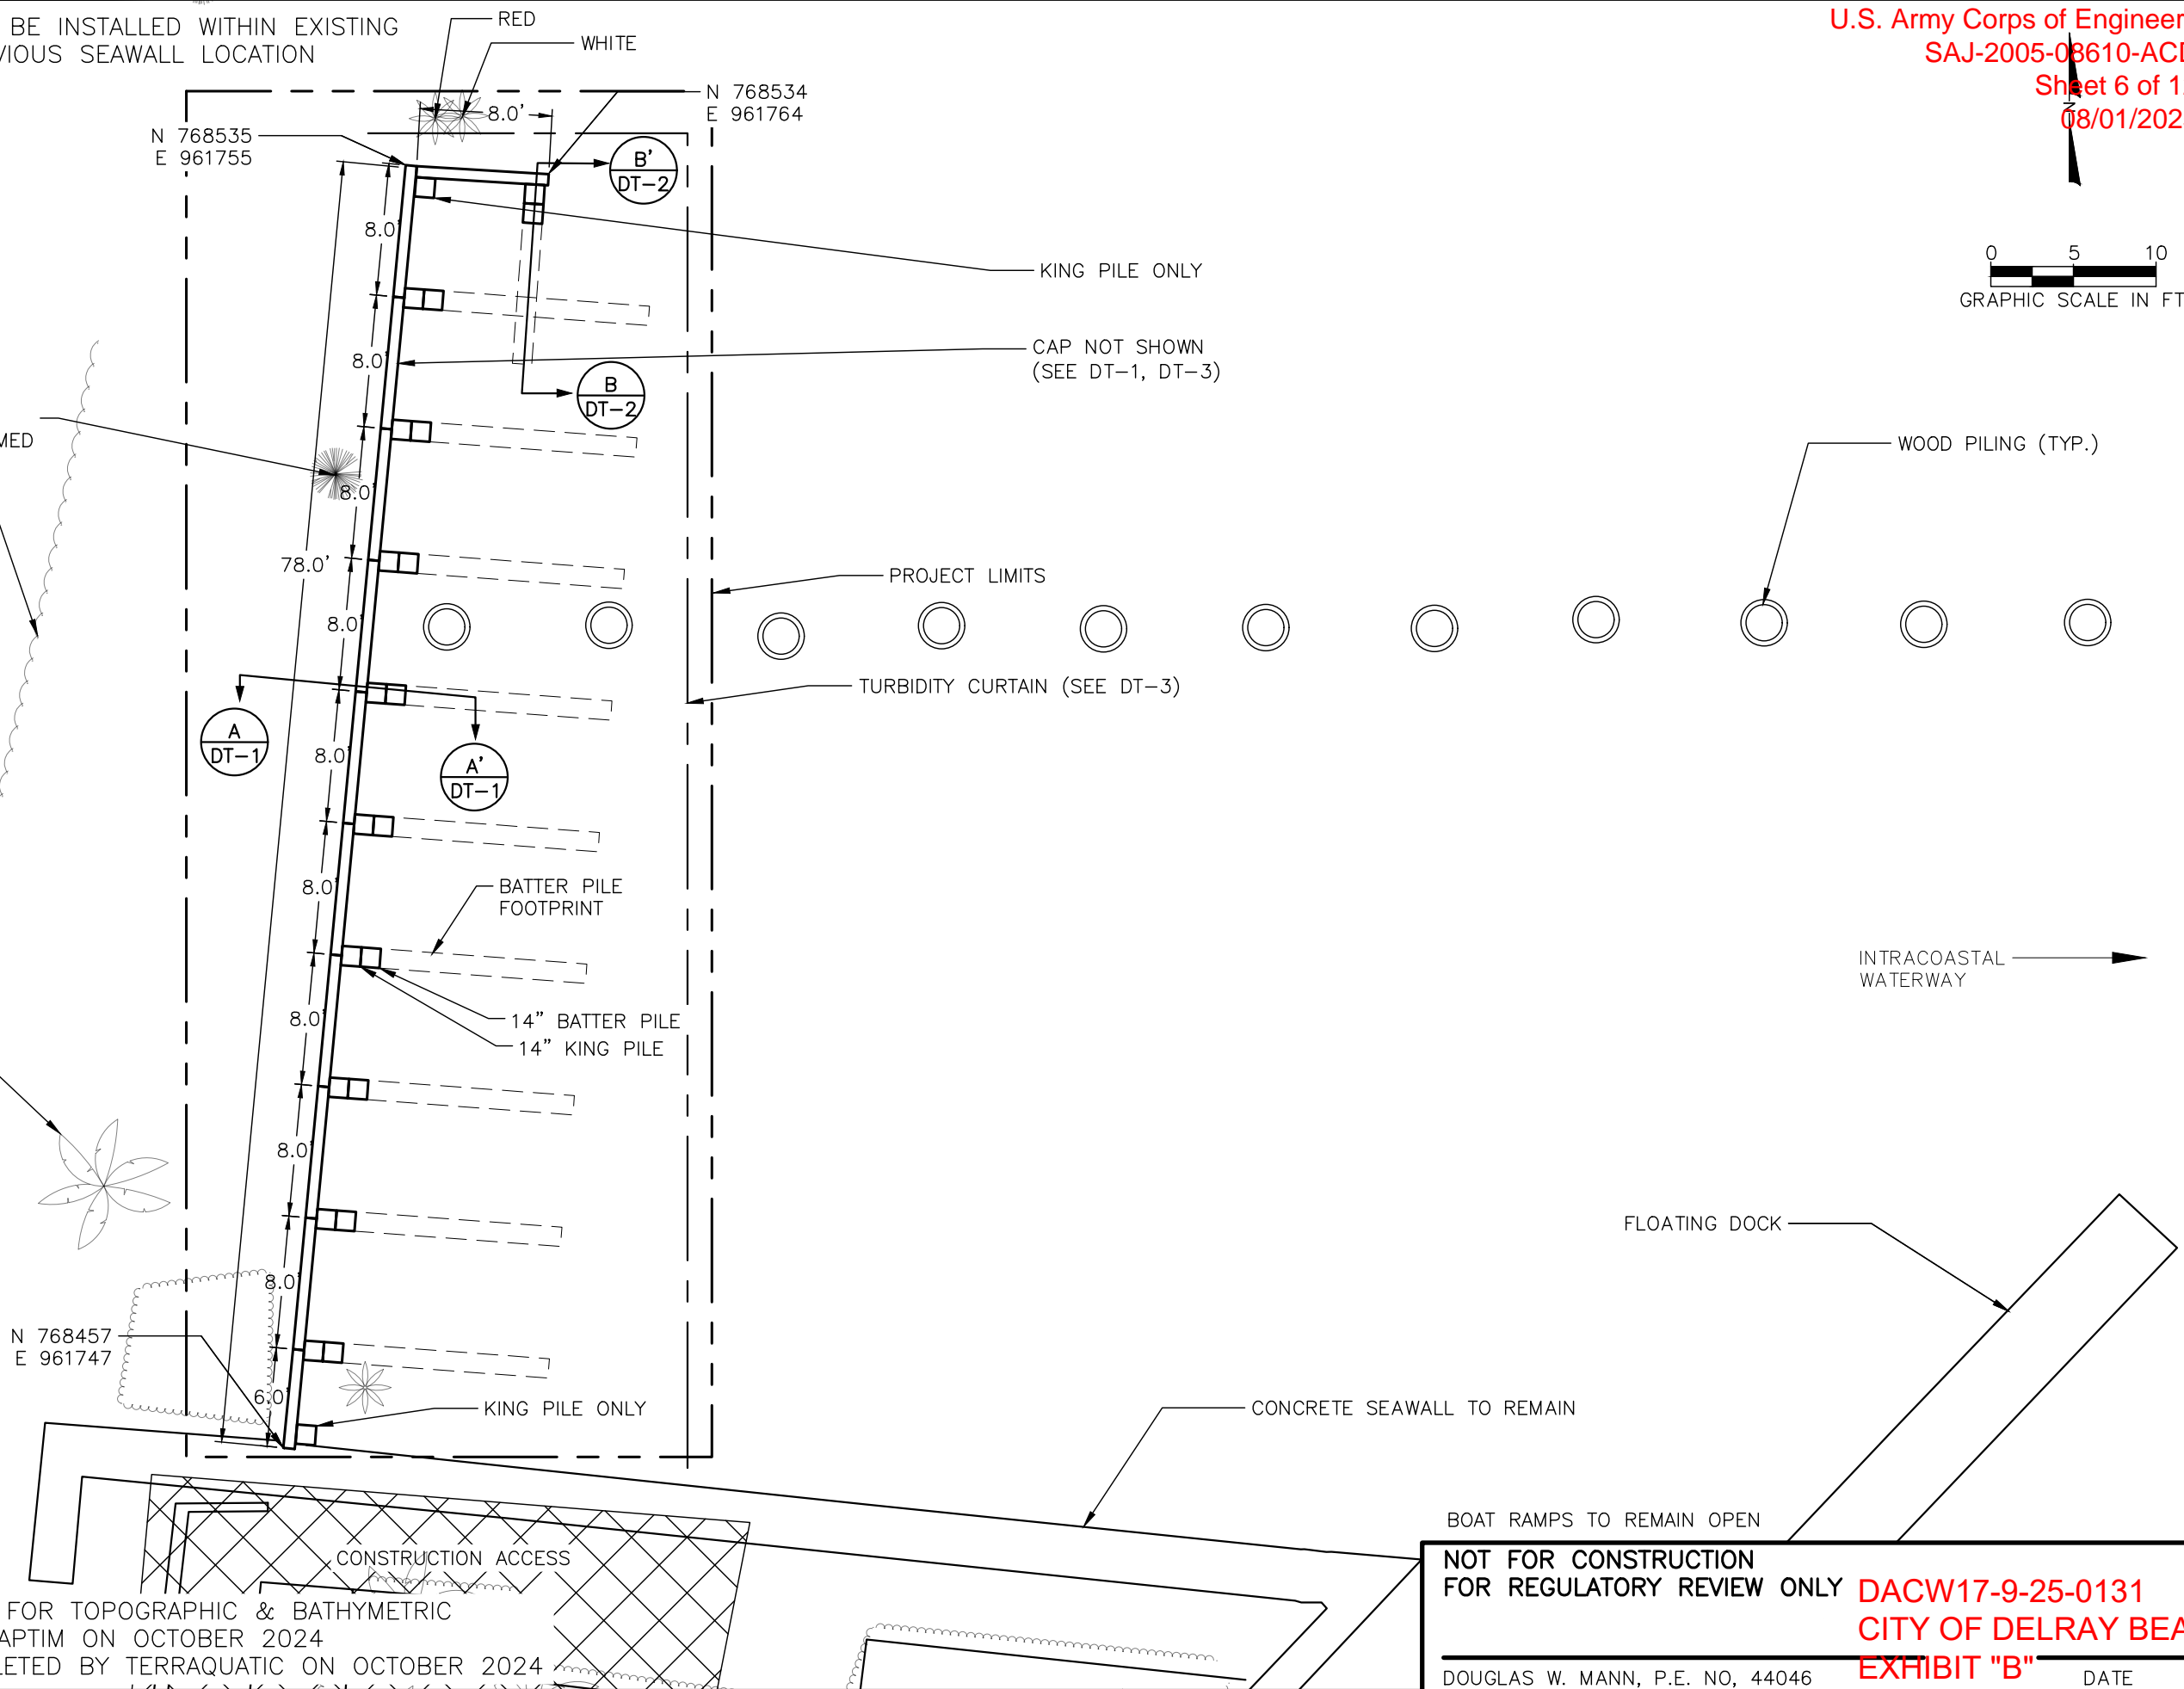 BE INSTALLED WITHIN EXISTING
VIOUS SEAWALL LOCATION
RED
WHITE
U.S. Army Corps of Engineer
SAJ-2005-08610-ACD
Sheet 6 of 1
08/01/202
N
N 768534
E 961764
8.0'
N 768535
E 961755
B'
DT-2
8.0'
KING PILE ONLY
0 5 10
GRAPHIC SCALE IN FT
CAP NOT SHOWN
(SEE DT-1, DT-3)
8.0'
B
DT-2
MED
WOOD PILING (TYP.)
8.0'
78.0'
PROJECT LIMITS
8.0'
TURBIDITY CURTAIN (SEE DT-3)
A
DT-1
8.0'
A'
DT-1
8.0'
BATTER PILE
FOOTPRINT
INTRACOASTAL
WATERWAY
8.0'
14" BATTER PILE
14" KING PILE
8.0'
FLOATING DOCK
8.0'
N 768457
E 961747
6.0'
KING PILE ONLY
CONCRETE SEAWALL TO REMAIN
BOAT RAMPS TO REMAIN OPEN
CONSTRUCTION ACCESS
NOT FOR CONSTRUCTION
FOR REGULATORY REVIEW ONLY
DACW17-9-25-0131
CITY OF DELRAY BEA
EXHIBIT "B"
FOR TOPOGRAPHIC & BATHYMETRIC
APTIM ON OCTOBER 2024
LETED BY TERRAQUATIC ON OCTOBER 2024
DOUGLAS W. MANN, P.E. NO, 44046
DATE